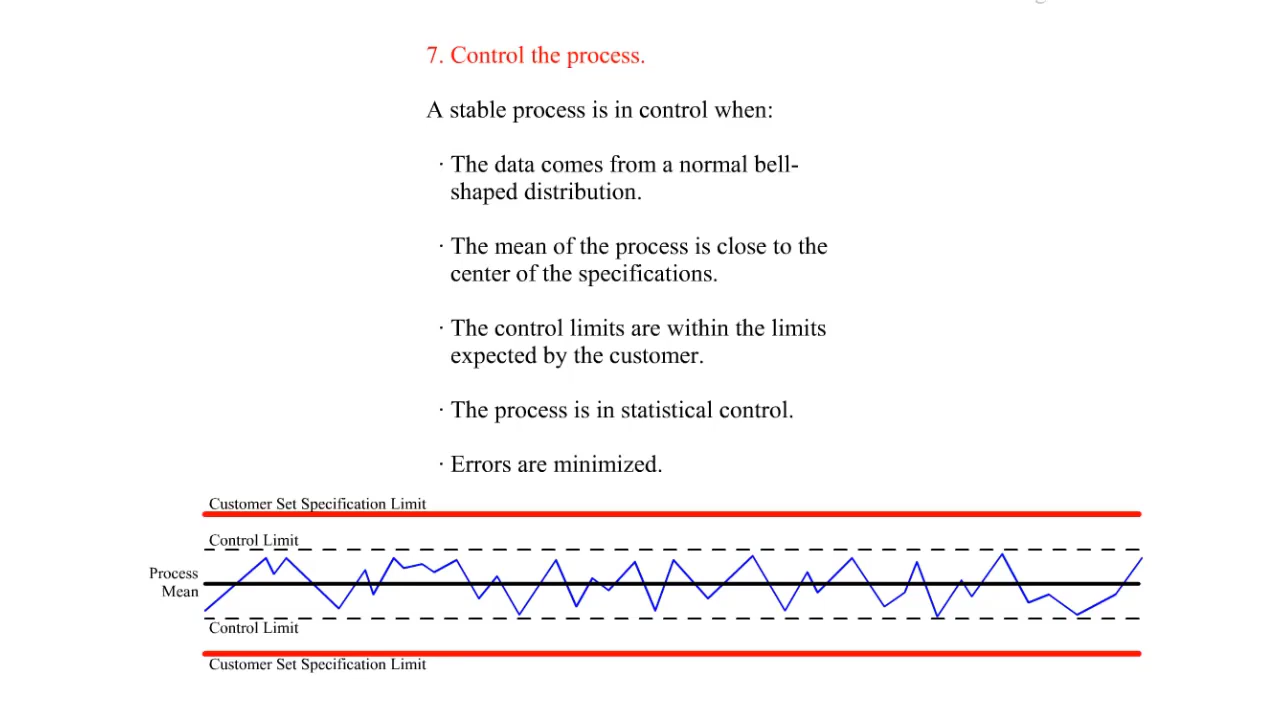 7. Control the process.
A stable process is in control when:
· The data comes from a normal bell-
shaped distribution.
· The mean of the process is close to the
center of the specifications.
· The control limits are within the limits
expected by the customer.
· The process is in statistical control.
· Errors are minimized.
Customer Set Specification Limit
Control Limit
Process
Mean
Control Limit
Customer Set Specification Limit